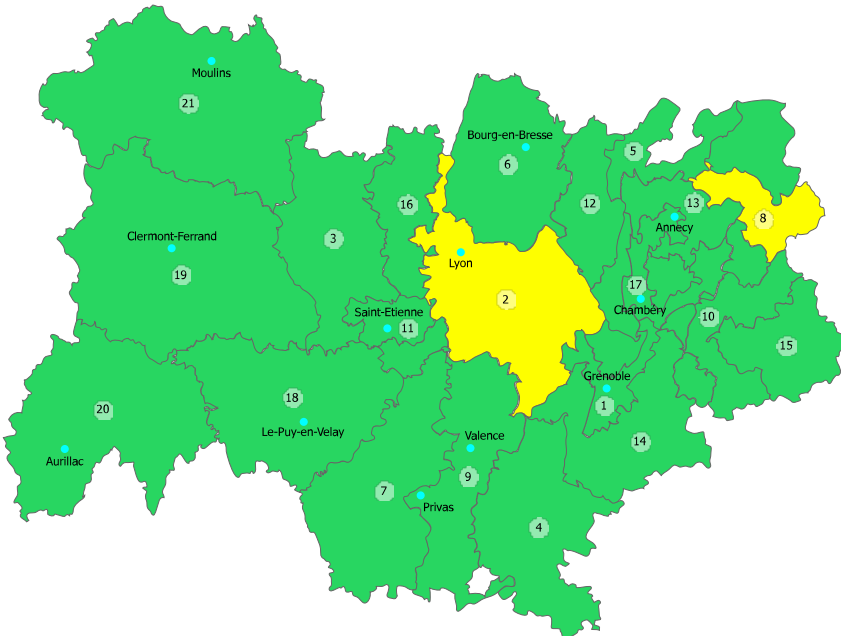 Moulins
21
Bourg-en-Bresse
6
5
12
13
16
8
Annecy
Clermont-Ferrand
3
19
Lyon
2
17
Chambéry
10
Saint-Etienne
11
15
Grenoble
1
18
20
Le-Puy-en-Velay
Valence
14
Aurillac
9
7
Privas
4